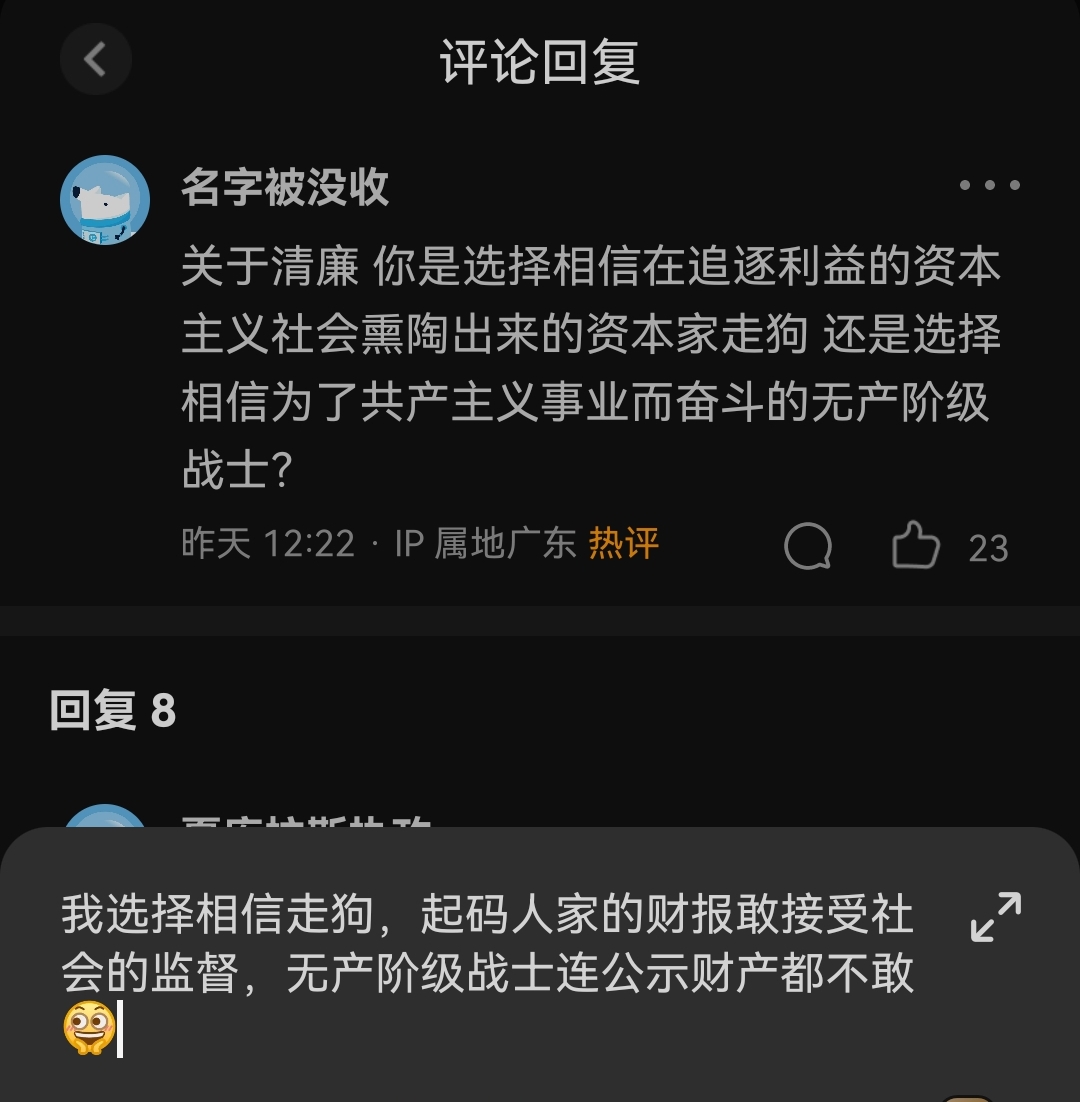 评论回复
名字被没收
关于清廉 你是选择相信在追逐利益的资本
主义社会熏陶出来的资本家走狗 还是选择
相信为了共产主义事业而奋斗的无产阶级
战士?
昨天 12:22 · IP 属地广东 热评
23
回复 8
我选择相信走狗，起码人家的财报敢接受社
会的监督，无产阶级战士连公示财产都不敢